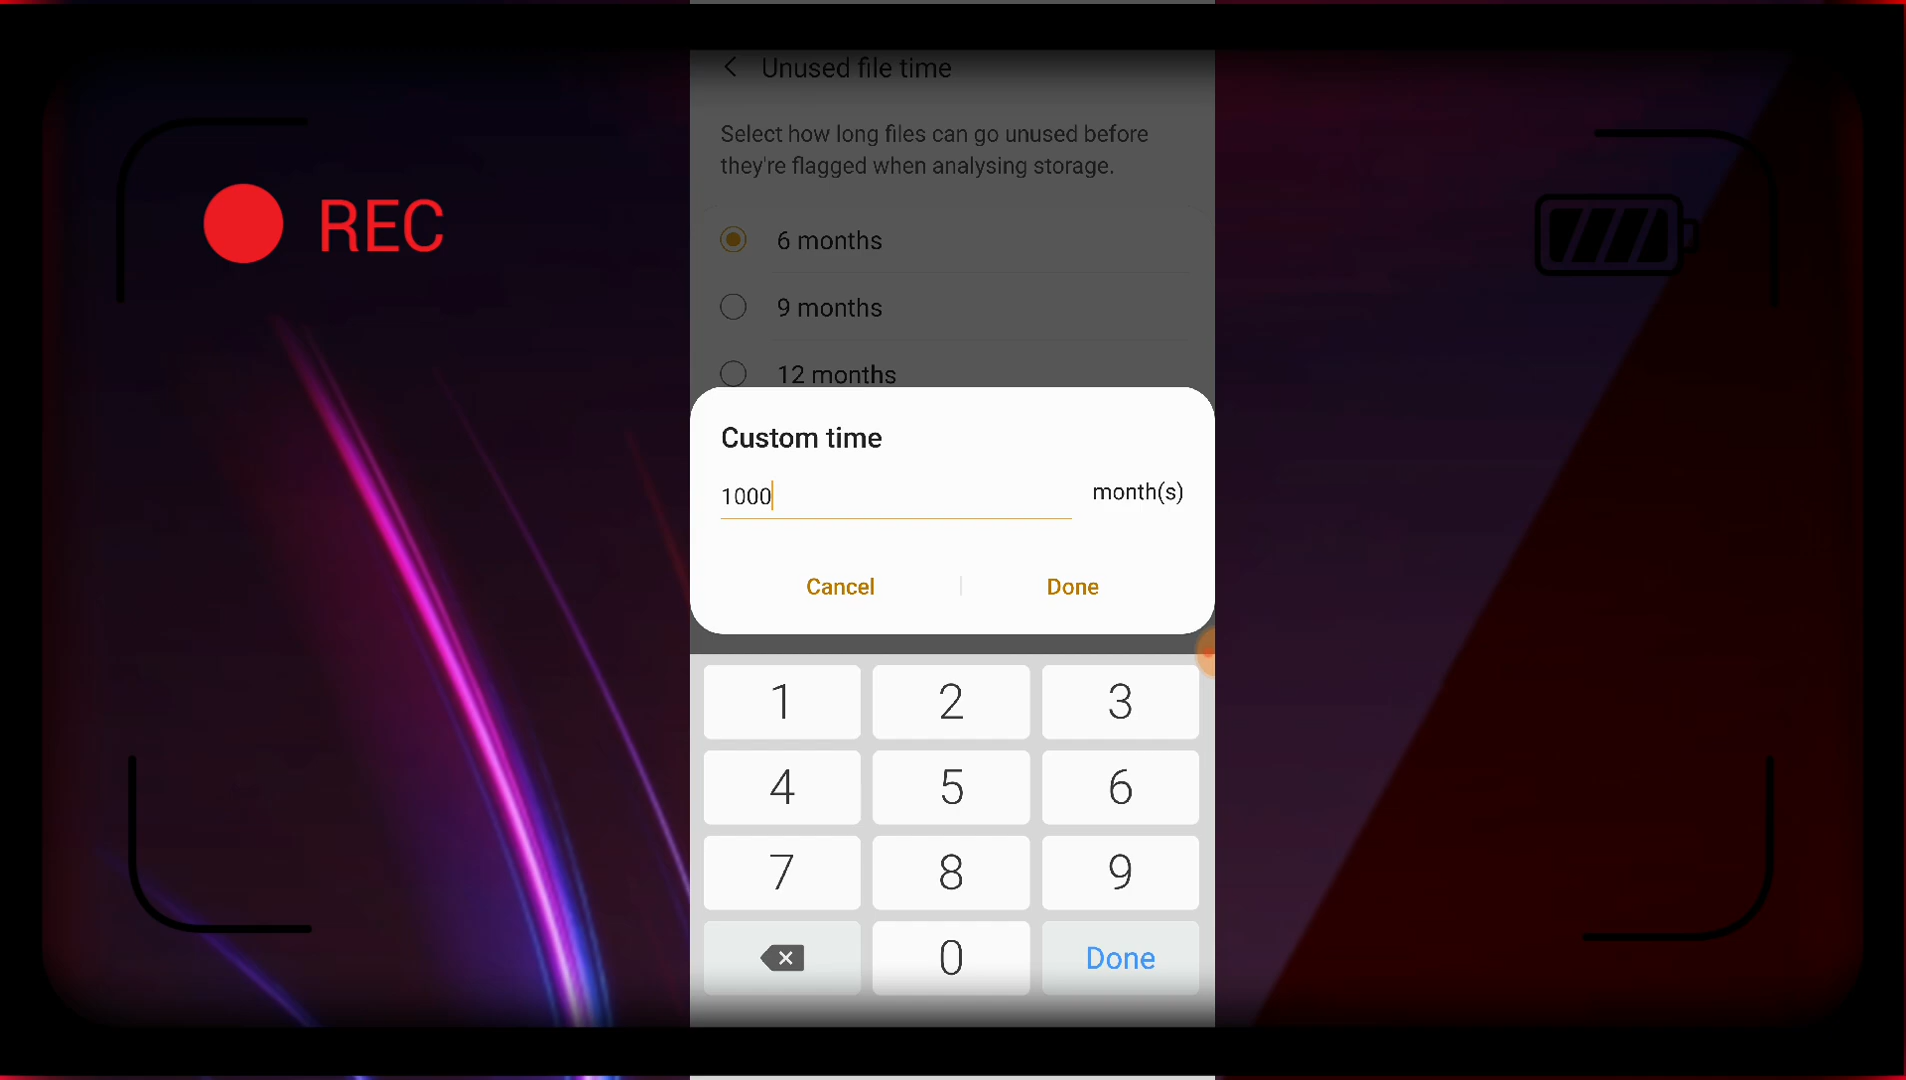 REC
Unused file time
Select how long files can go unused before
they're flagged when analysing storage.
6 months
9 months
12 months
Custom time
1000 month(s)
Cancel Done
1 2 3
4 5 6
7 8 9
0 Done